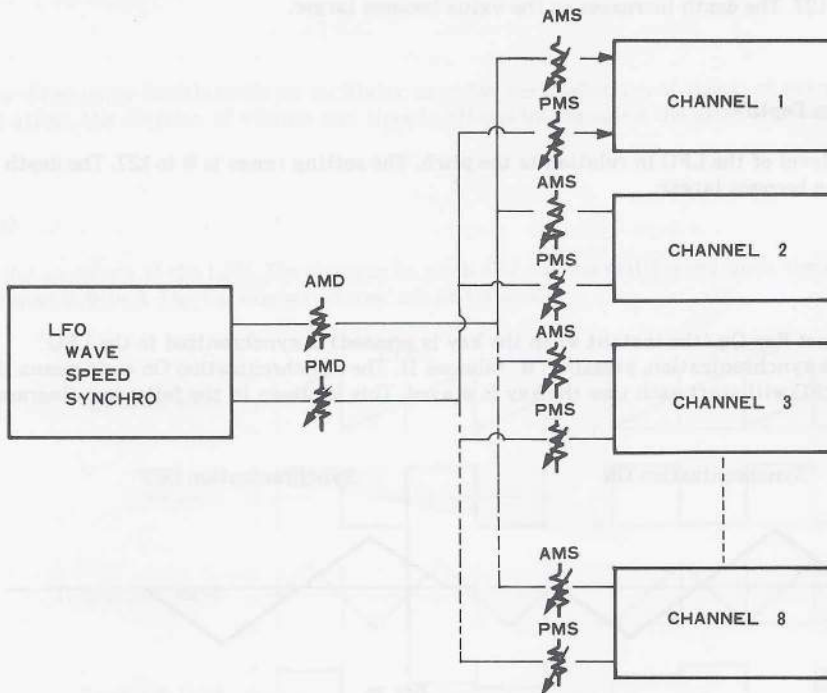 AMS
PMS
CHANNEL 1
AMS
PMS
CHANNEL 2
AMD
PMD
LFO
WAVE
SPEED
SYNCHRO
AMS
PMS
CHANNEL 3
AMS
PMS
CHANNEL 8